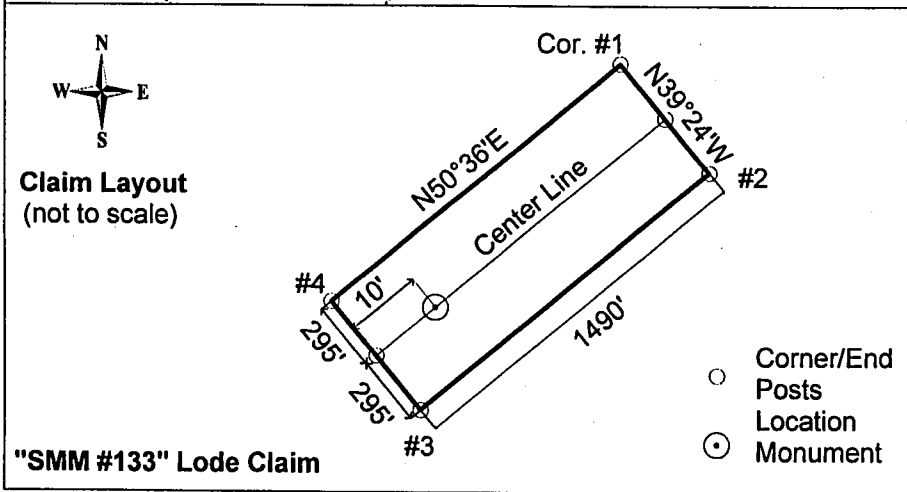 N
W E
S
Claim Layout
(not to scale)
Cor. #1
N39°24'W
#2
N50°36'E
Center Line
#4
10'
295'
295'
1490'
#3
Corner/End
Posts
Location
Monument
"SMM #133" Lode Claim